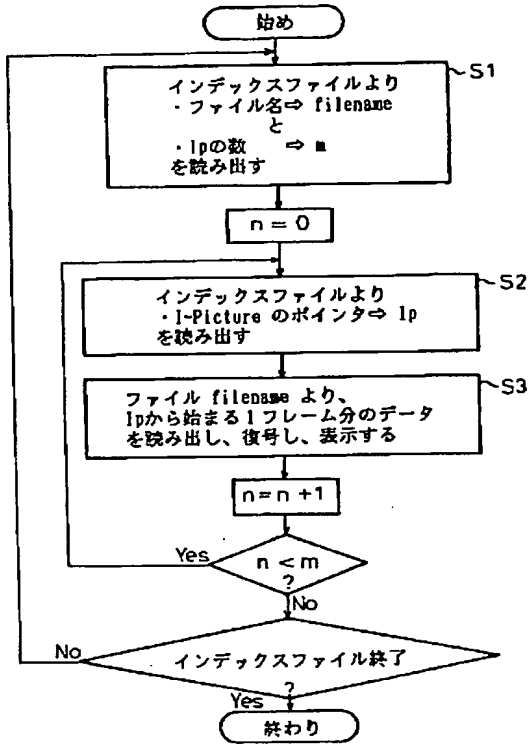 始め
S1
インデックスファイルより
・ファイル名⇒ filename
と
・Ipの数 ⇒ m
を読み出す
n = 0
S2
インデックスファイルより
・I-Picture のポインタ⇒ Ip
を読み出す
S3
ファイル filename より、
Ipから始まる1フレーム分のデータ
を読み出し、復号し、表示する
n=n+1
Yes
n < m
?
No
No
インデックスファイル終了
?
Yes
終わり